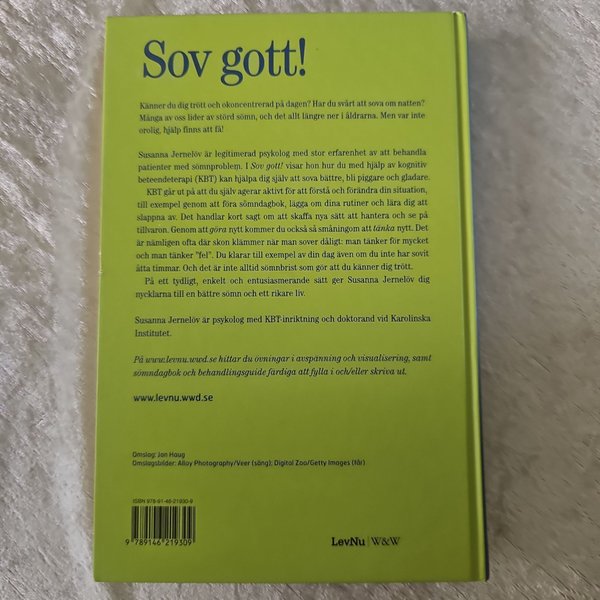 Sov gott!
Känner du dig trött och okoncentrerad på dagen? Har du svårt att sova om natten?
Många av oss lider av störd sömn, och det allt längre ner i åldrarna. Men var inte
orolig, hjälp finns att få!
Susanna Jernelöv är legitimerad psykolog med stor erfarenhet av att behandla
patienter med sömnproblem. I Sov gott! visar hon hur du med hjälp av kognitiv
beteendeterapi (KBT) kan hjälpa dig själv att sova bättre, bli piggare och gladare.
KBT går ut på att du själv agerar aktivt för att förstå och förändra din situation,
till exempel genom att föra sömndagbok, lägga om dina rutiner och lära dig att
slappna av. Det handlar kort sagt om att skaffa nya sätt att hantera och se på
tillvaron. Genom att göra nytt kommer du också så småningom att tänka nytt. Det
är nämligen ofta där skon klämmer när man sover dåligt: man tänker för mycket
och man tänker "fel". Du klarar till exempel av din dag även om du inte har sovit
åtta timmar. Och det är inte alltid sömnbrist som gör att du känner dig trött.
På ett tydligt, enkelt och entusiasmerande sätt ger Susanna Jernelöv dig
nycklarna till en bättre sömn och ett rikare liv.
Susanna Jernelöv är psykolog med KBT-inriktning och doktorand vid Karolinska
Institutet.
På www.levnu.wwd.se hittar du övningar i avspänning och visualisering, samt
sömndagbok och behandlingsguide färdiga att fylla i och/eller skriva ut.
www.levnu.wwd.se
Omslag: Jan Haug
Omslagsbilder: Alloy Photography/Veer (säng); Digital Zoo/Getty Images (får)
ISBN 978-91-46-21930-9
9 789146 219309
LevNu | W&W